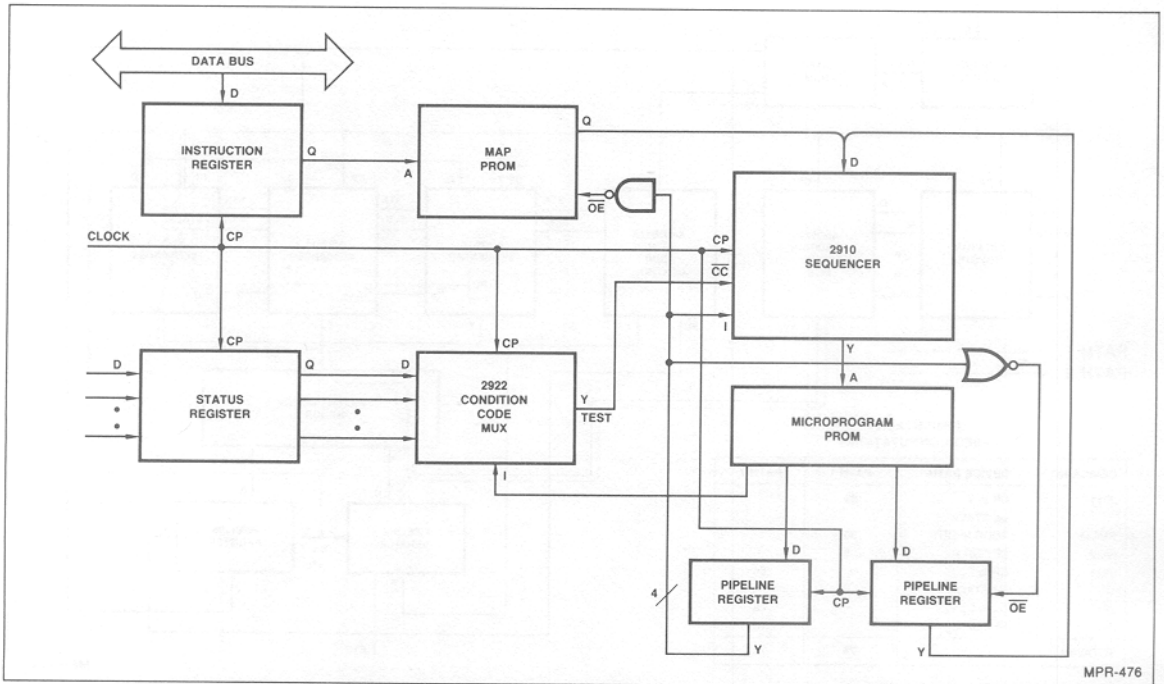 DATA BUS
D
INSTRUCTION
REGISTER
Q
A
MAP
PROM
Q
OE
D
CLOCK
CP
CP
CC
I
2910
SEQUENCER
Y
CP
CP
D
STATUS
REGISTER
Q
D
2922
CONDITION
CODE
MUX
Y
TEST
I
A
MICROPROGRAM
PROM
D
D
4
PIPELINE
REGISTER
CP
PIPELINE
REGISTER
OE
Y
Y
MPR-476